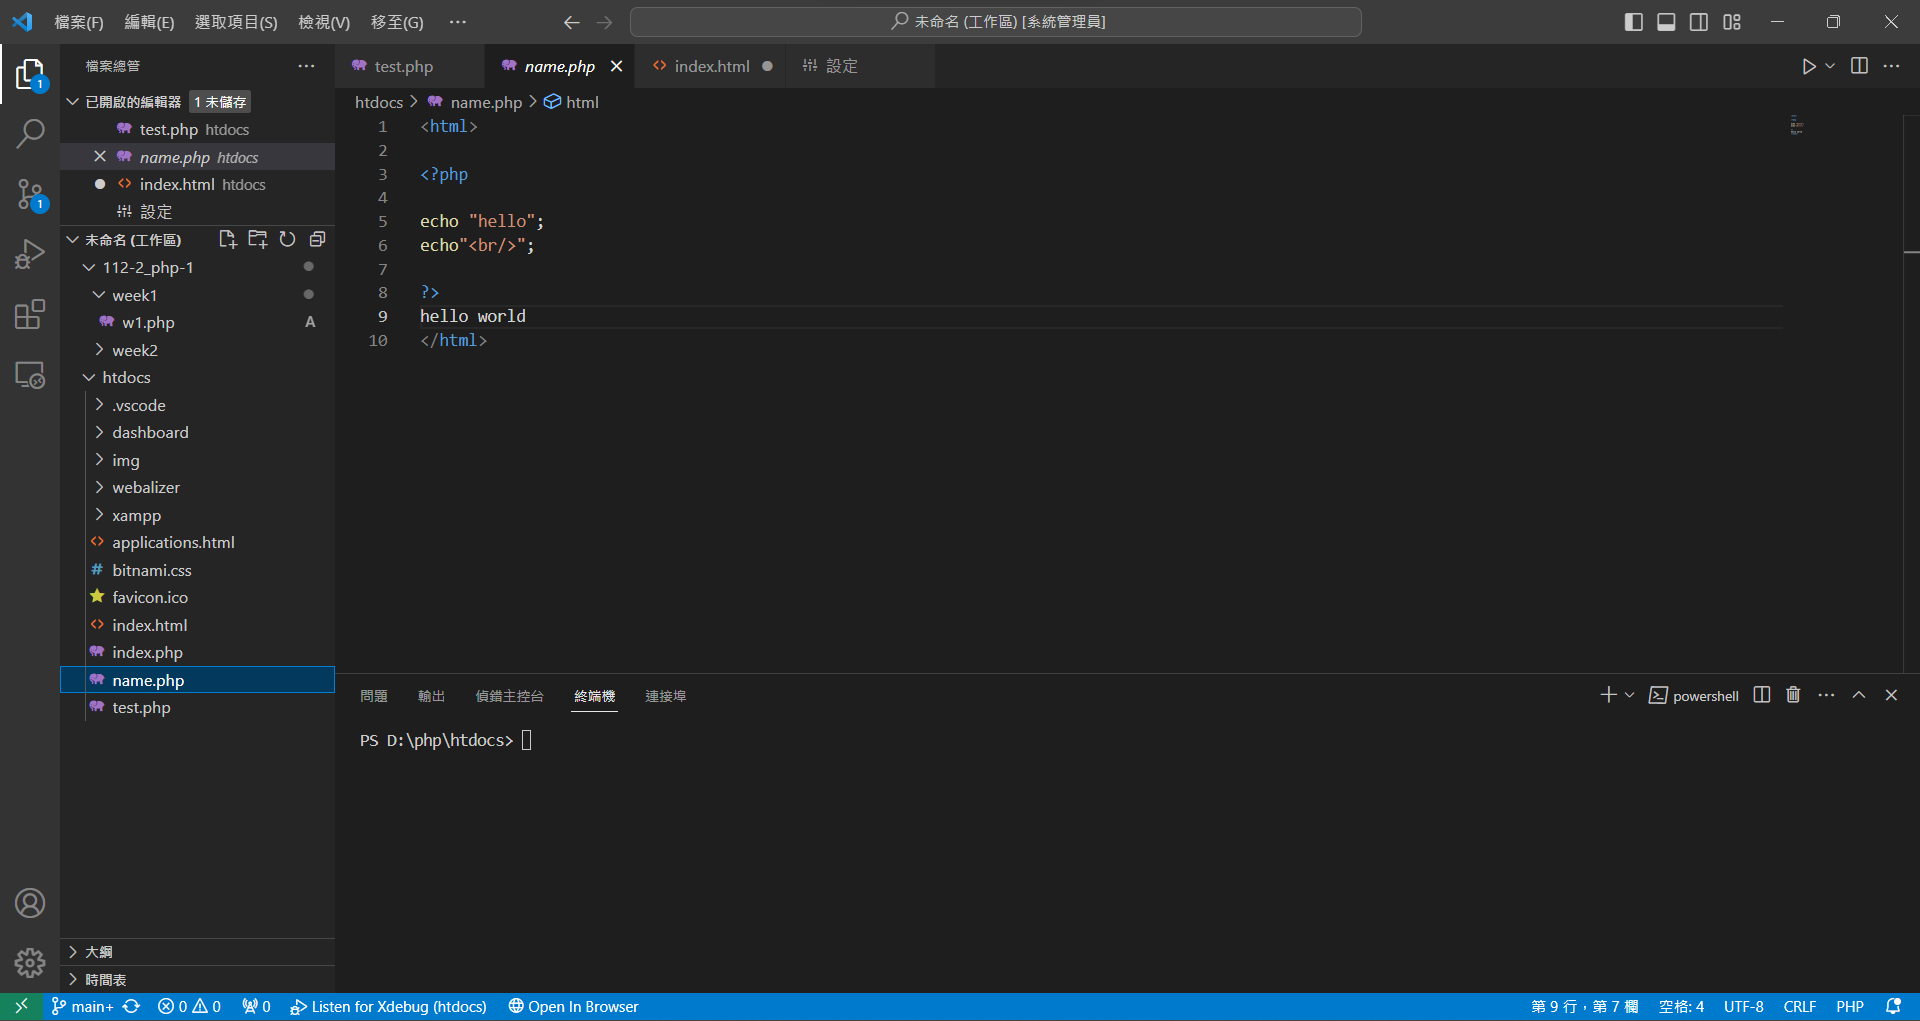 檔案(F) 編輯(E) 選取項目(S) 檢視(V) 移至(G) ···
未命名 (工作區) [系統管理員]
檔案總管
已開啟的編輯器 1 未儲存
test.php htdocs
name.php htdocs
index.html htdocs
設定
未命名 (工作區)
112-2_php-1
week1
w1.php A
week2
htdocs
.vscode
dashboard
img
webalizer
xampp
applications.html
bitnami.css
favicon.ico
index.html
index.php
name.php
test.php
大綱
時間表
1
1
test.php name.php index.html 設定
htdocs > name.php > html
1 <html>
2
3 <?php
4
5 echo "hello";
6 echo"<br/>";
7
8 ?>
9 hello world
10 </html>
問題 輸出 偵錯主控台 終端機 連接埠
powershell
PS D:\php\htdocs>
main+ 0 0 0 Listen for Xdebug (htdocs) Open In Browser
第 9 行，第 7 欄 空格: 4 UTF-8 CRLF PHP